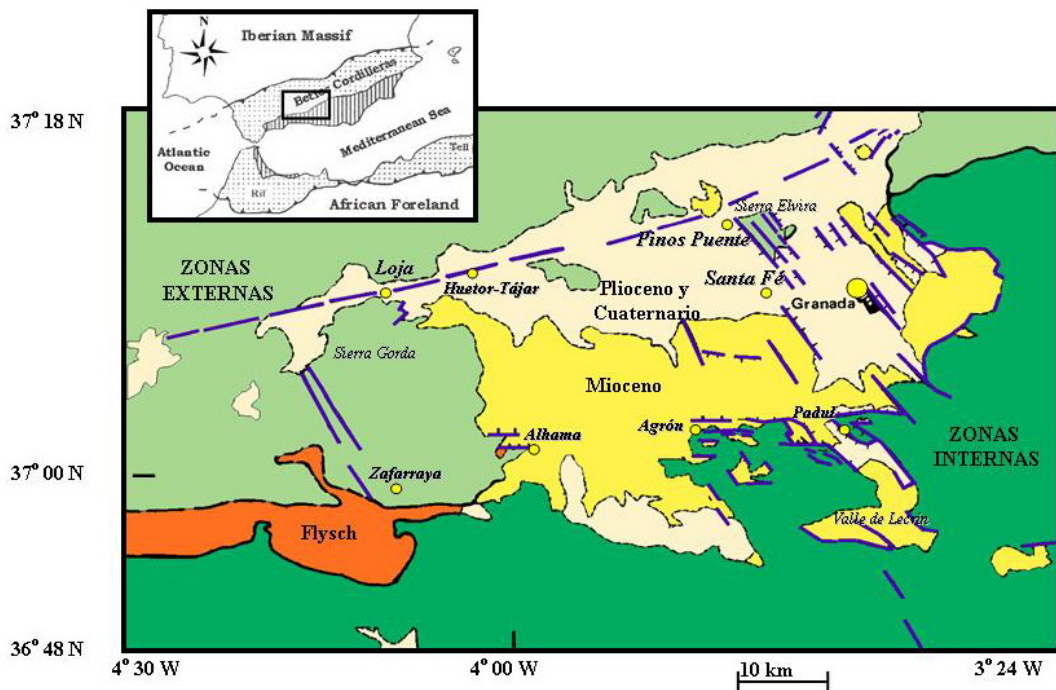 N
Iberian Massif
Betic Cordilleras
Mediterranean Sea
Atlantic
Ocean
Tell
Rif
African Foreland
37° 18 N
Sierra Elvira
Pinos Puente
ZONAS
EXTERNAS
Loja
Huetor-Tájar
Plioceno y
Cuaternario
Santa Fé
Granada
Sierra Gorda
Mioceno
Agrón
Padul
Alhama
ZONAS
INTERNAS
37° 00 N
Zafarraya
Flysch
Valle de Lecrin
36° 48 N
4° 30 W
4° 00 W
10 km
3° 24 W